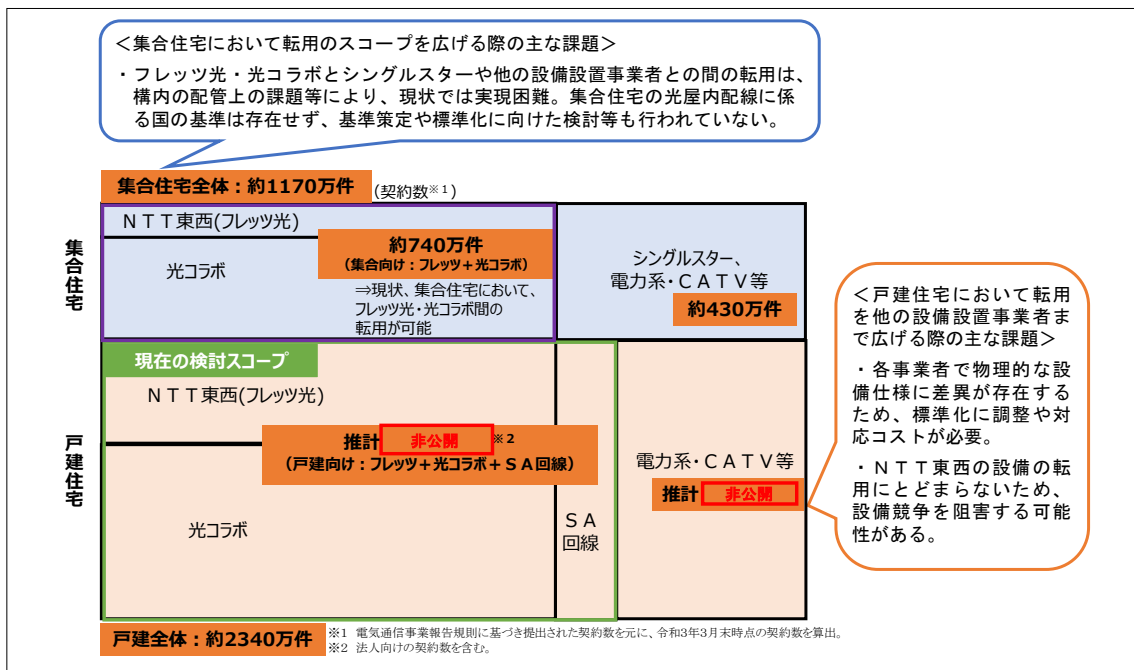 ＜集合住宅において転用のスコープを広げる際の主な課題＞
・フレッツ光・光コラボとシングルスターや他の設備設置事業者との間の転用は、
構内の配管上の課題等により、現状では実現困難。集合住宅の光屋内配線に係
る国の基準は存在せず、基準策定や標準化に向けた検討等も行われていない。
集合住宅全体：約1170万件
(契約数※1)
集合住宅
ＮＴＴ東西(フレッツ光)
光コラボ
約740万件
（集合向け：フレッツ＋光コラボ）
⇒現状、集合住宅において、
フレッツ光・光コラボ間の
転用が可能
シングルスター、
電力系・ＣＡＴＶ等
約430万件
戸建住宅
現在の検討スコープ
ＮＴＴ東西(フレッツ光)
推計 非公開 ※2
（戸建向け：フレッツ＋光コラボ＋ＳＡ回線）
光コラボ
ＳＡ
回線
電力系・ＣＡＴＶ等
推計 非公開
＜戸建住宅において転用
を他の設備設置事業者ま
で広げる際の主な課題＞
・各事業者で物理的な設
備仕様に差異が存在する
ため、標準化に調整や対
応コストが必要。
・ＮＴＴ東西の設備の転
用にとどまらないため、
設備競争を阻害する可能
性がある。
戸建全体：約2340万件
※1 電気通信事業報告規則に基づき提出された契約数を元に、令和3年3月末時点の契約数を算出。
※2 法人向けの契約数を含む。